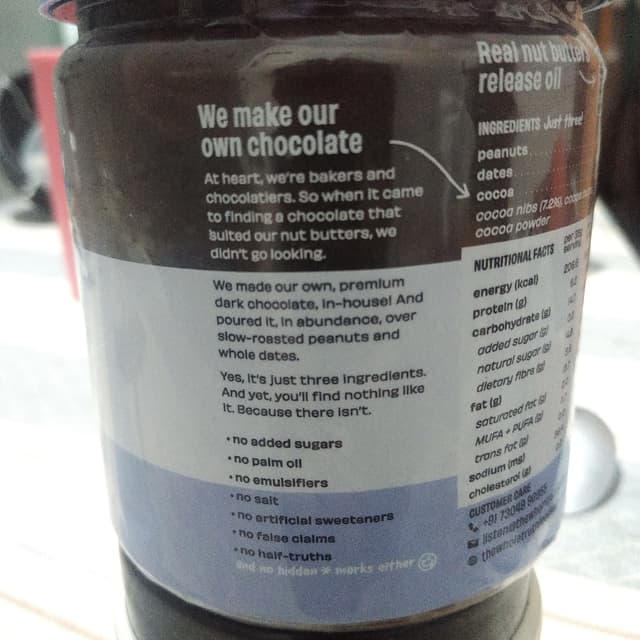 We make our
own chocolate
At heart, we're bakers and
chocolatiers. So when it came
to finding a chocolate that
suited our nut butters, we
didn't go looking.
We made our own, premium
dark chocolate, in-house! And
poured it, in abundance, over
slow-roasted peanuts and
whole dates.
Yes, it's just three ingredients.
And yet, you'll find nothing like
it. Because there isn't.
• no added sugars
• no palm oil
• no emulsifiers
• no salt
• no artificial sweeteners
• no false claims
• no half-truths
and no hidden * marks either
Real nut butters
release oil
INGREDIENTS Just three!
peanuts
dates
cocoa
cocoa nibs (7.2%),
cocoa powder
NUTRITIONAL FACTS
energy (kcal)
protein (g)
carbohydrate (g)
added sugar (g)
natural sugar (g)
dietary fibre (g)
fat (g)
saturated fat (g)
MUFA + PUFA (g)
trans fat (g)
sodium (mg)
cholesterol (g)
CUSTOMER CARE
+91 73049